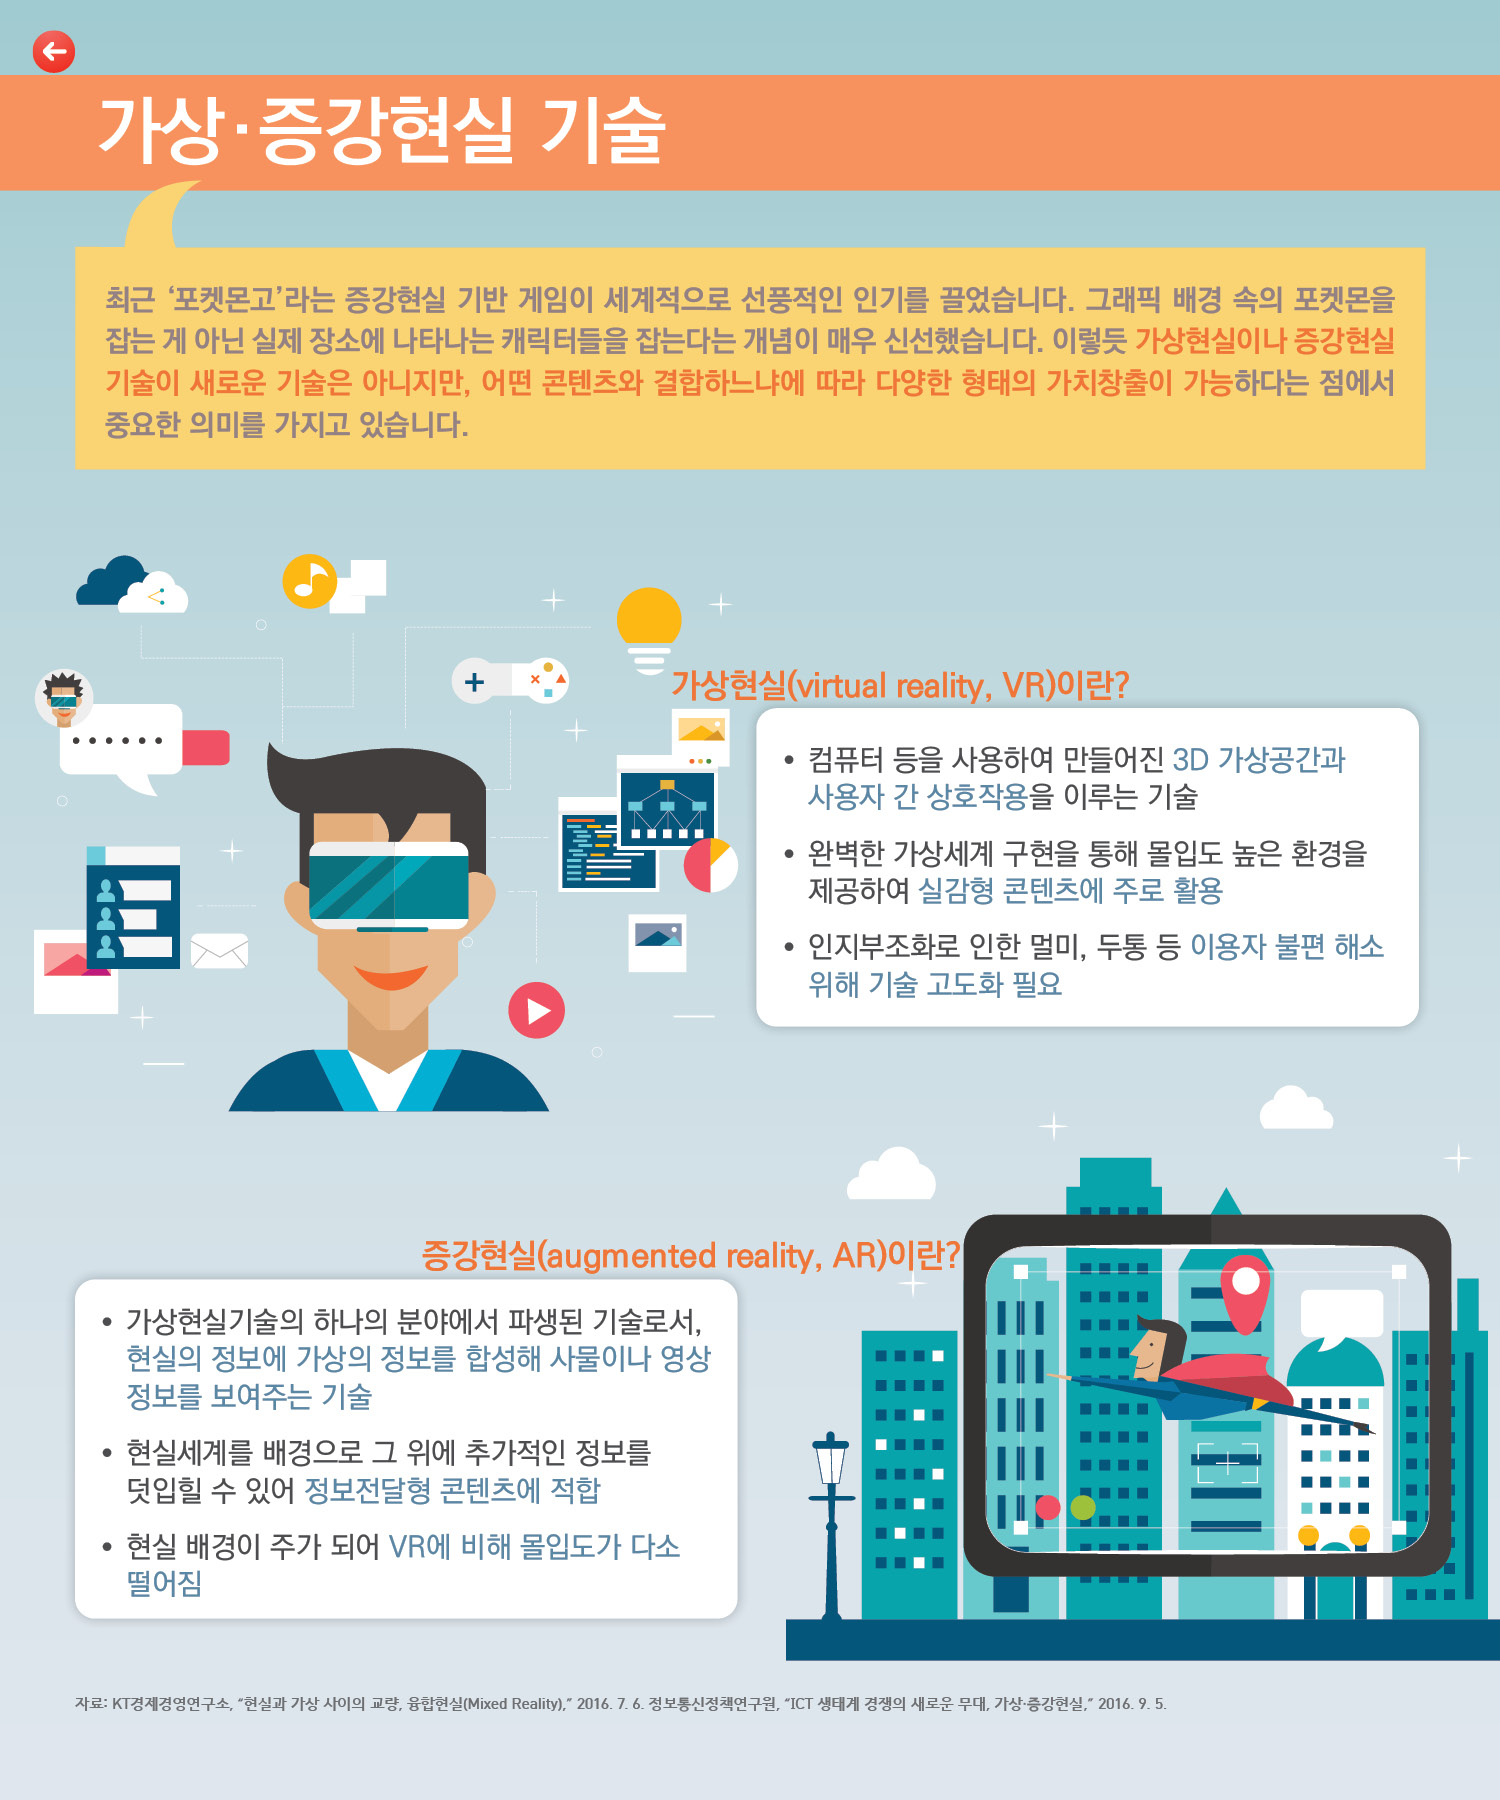 가상·증강현실 기술
최근 ‘포켓몬고’라는 증강현실 기반 게임이 세계적으로 선풍적인 인기를 끌었습니다. 그래픽 배경 속의 포켓몬을
잡는 게 아닌 실제 장소에 나타나는 캐릭터들을 잡는다는 개념이 매우 신선했습니다. 이렇듯 가상현실이나 증강현실
기술이 새로운 기술은 아니지만, 어떤 콘텐츠와 결합하느냐에 따라 다양한 형태의 가치창출이 가능하다는 점에서
중요한 의미를 가지고 있습니다.
가상현실(virtual reality, VR)이란?
• 컴퓨터 등을 사용하여 만들어진 3D 가상공간과
사용자 간 상호작용을 이루는 기술
• 완벽한 가상세계 구현을 통해 몰입도 높은 환경을
제공하여 실감형 콘텐츠에 주로 활용
• 인지부조화로 인한 멀미, 두통 등 이용자 불편 해소
위해 기술 고도화 필요
증강현실(augmented reality, AR)이란?
• 가상현실기술의 하나의 분야에서 파생된 기술로서,
현실의 정보에 가상의 정보를 합성해 사물이나 영상
정보를 보여주는 기술
• 현실세계를 배경으로 그 위에 추가적인 정보를
덧입힐 수 있어 정보전달형 콘텐츠에 적합
• 현실 배경이 주가 되어 VR에 비해 몰입도가 다소
떨어짐
자료: KT경제경영연구소, “현실과 가상 사이의 교량, 융합현실(Mixed Reality),” 2016. 7. 6. 정보통신정책연구원, “ICT 생태계 경쟁의 새로운 무대, 가상·증강현실,” 2016. 9. 5.